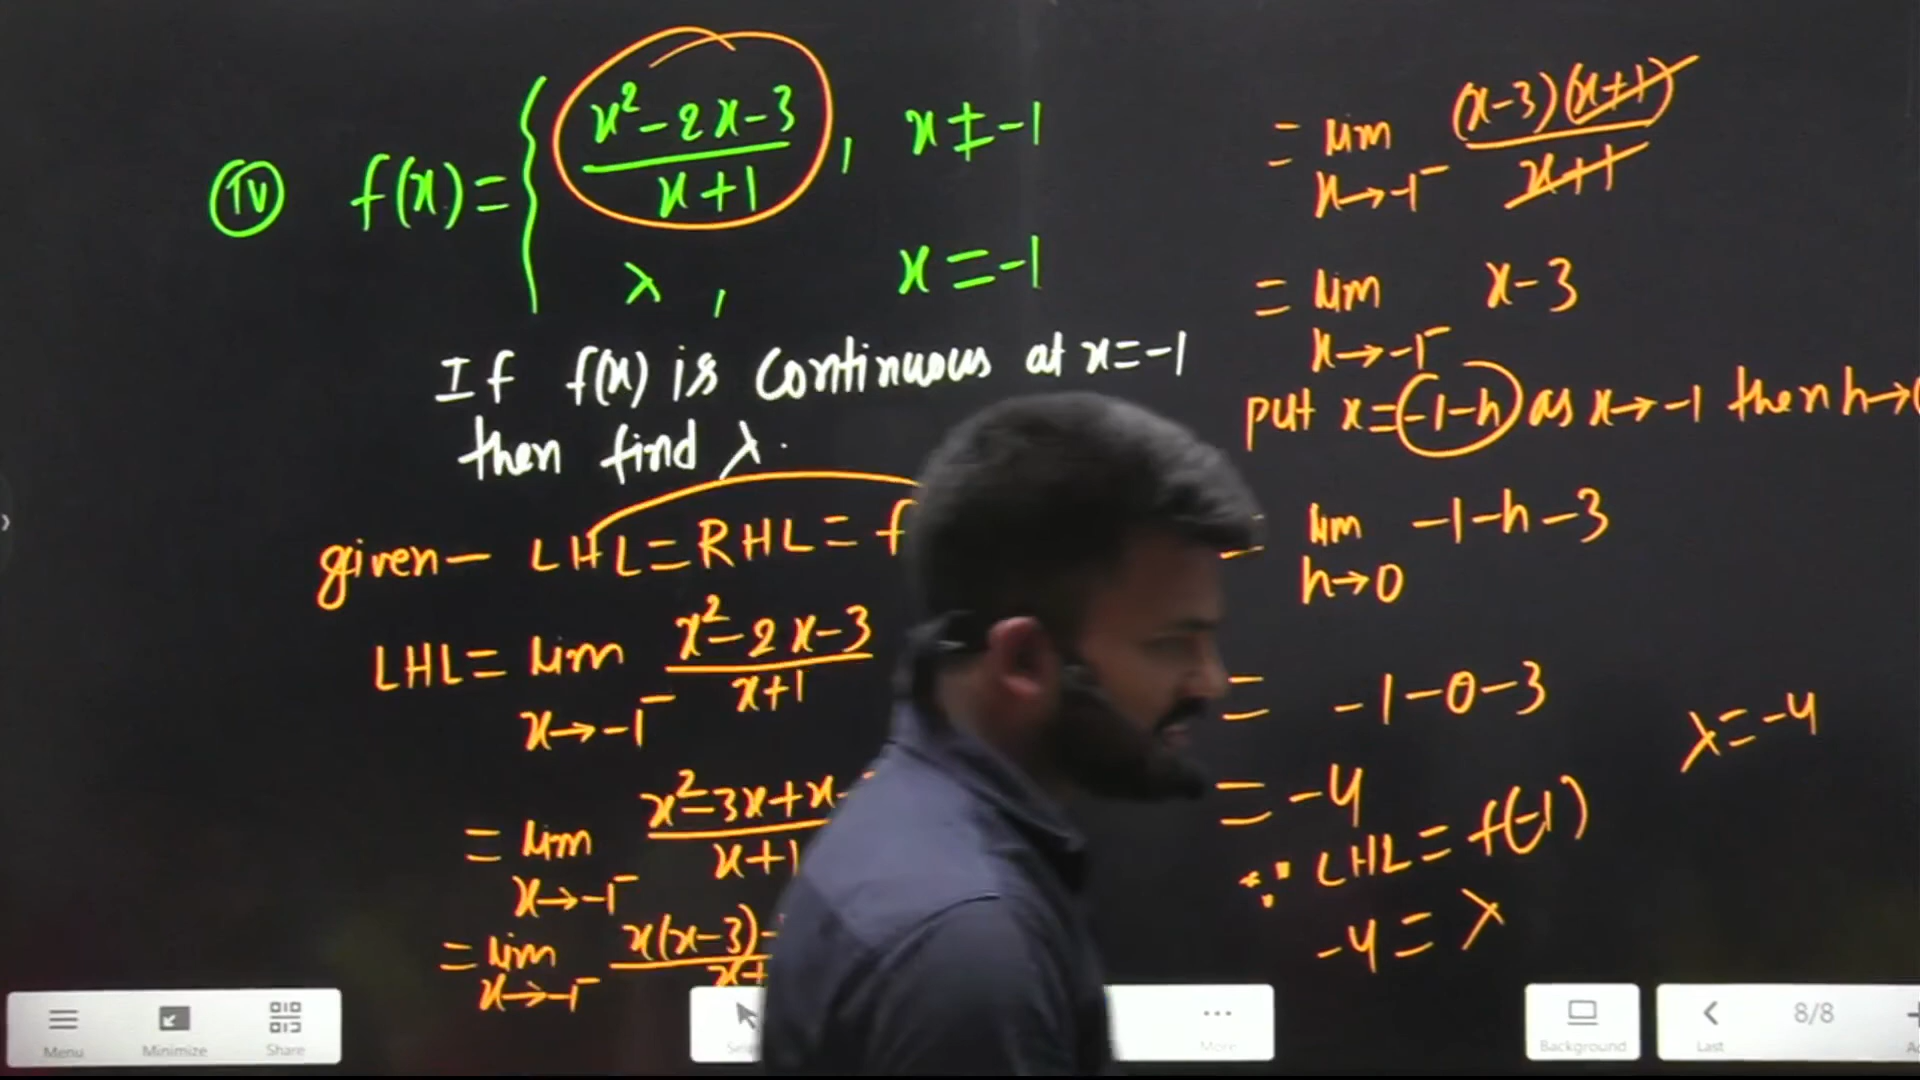 (iv) f(x) = { x² - 2x - 3 / x + 1 , x ≠ -1
λ , x = -1
If f(x) is continuous at x = -1
then find λ.
given - LHL = RHL = f
LHL = lim x→-1⁻ x² - 2x - 3 / x+1
= lim x→-1⁻ x² - 3x + x - / x+1
= lim x→-1⁻ x(x-3) / x+
= lim x→-1⁻ (x-3)(x+1) / x+1
= lim x→-1⁻ x - 3
put x = -1-h as x→-1 then h→0
= lim h→0 -1-h-3
= -1-0-3
= -4
∵ LHL = f(-1)
-4 = λ
λ = -4
Menu
Minimize
Share
More
Background
Last
8/8